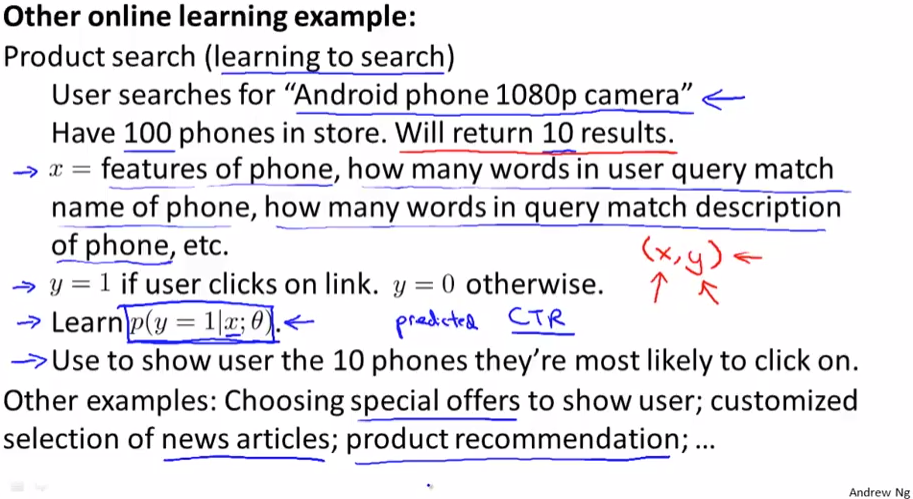 Other online learning example:
Product search (learning to search)
User searches for “Android phone 1080p camera”
Have 100 phones in store. Will return 10 results.
→ x = features of phone, how many words in user query match
name of phone, how many words in query match description
of phone, etc.
(x, y) ←
→ y = 1 if user clicks on link. y = 0 otherwise.
→ Learn p(y = 1|x; θ). ← predicted CTR
→ Use to show user the 10 phones they’re most likely to click on.
Other examples: Choosing special offers to show user; customized
selection of news articles; product recommendation; ...
Andrew Ng